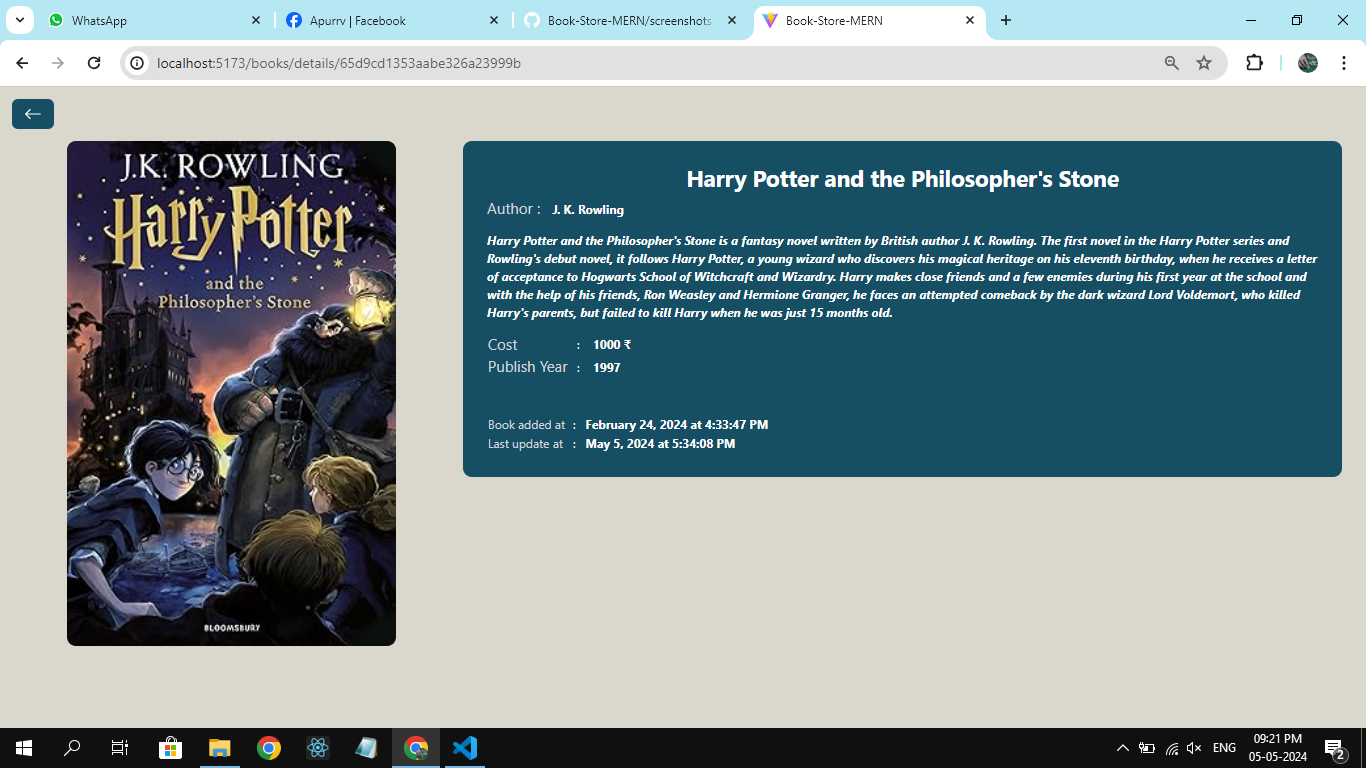 WhatsApp
Apurrv | Facebook
Book-Store-MERN/screenshots
Book-Store-MERN
localhost:5173/books/details/65d9cd1353aabe326a23999b
J.K. ROWLING
Harry Potter
and the
Philosopher's Stone
BLOOMSBURY
Harry Potter and the Philosopher's Stone
Author : J. K. Rowling
Harry Potter and the Philosopher's Stone is a fantasy novel written by British author J. K. Rowling. The first novel in the Harry Potter series and
Rowling's debut novel, it follows Harry Potter, a young wizard who discovers his magical heritage on his eleventh birthday, when he receives a letter
of acceptance to Hogwarts School of Witchcraft and Wizardry. Harry makes close friends and a few enemies during his first year at the school and
with the help of his friends, Ron Weasley and Hermione Granger, he faces an attempted comeback by the dark wizard Lord Voldemort, who killed
Harry's parents, but failed to kill Harry when he was just 15 months old.
Cost : 1000 ₹
Publish Year : 1997
Book added at : February 24, 2024 at 4:33:47 PM
Last update at : May 5, 2024 at 5:34:08 PM
ENG
09:21 PM
05-05-2024
2